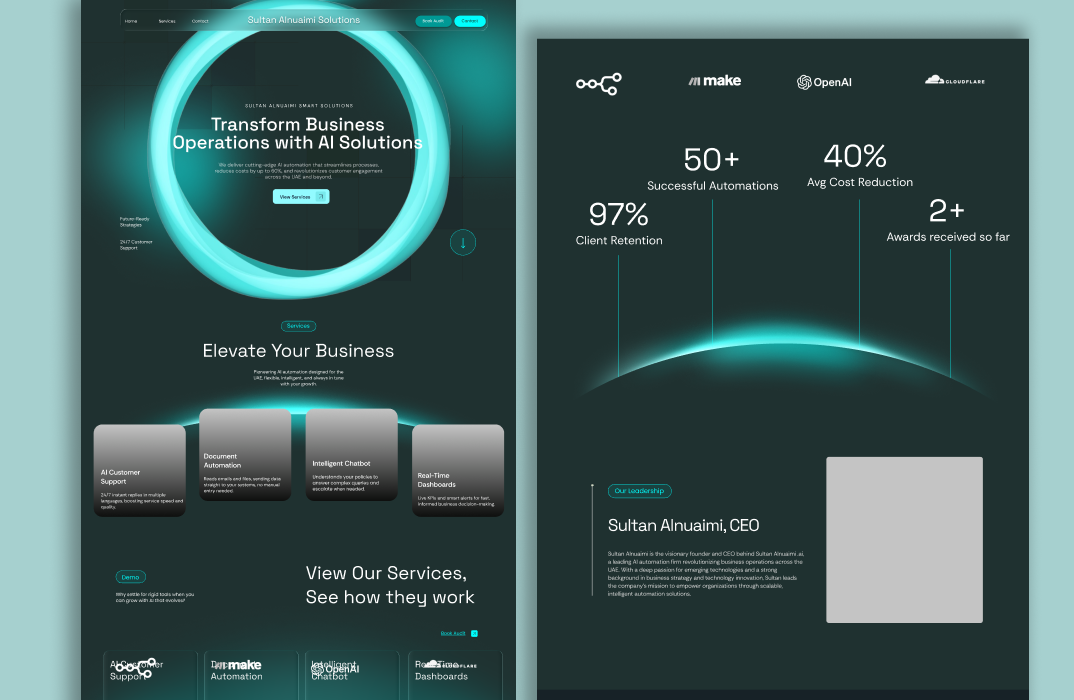 Home
Services
Contact
Sultan Alnuaimi Solutions
Book Audit
Contact
SULTAN ALNUAIMI SMART SOLUTIONS
Transform Business
Operations with AI Solutions
We deliver cutting-edge AI automation that streamlines processes,
reduces costs by up to 60%, and revolutionizes customer engagement
across the UAE and beyond.
View Services
Future-Ready
Strategies
24/7 Customer
Support
Services
Elevate Your Business
Pioneering AI automation designed for the
UAE, flexible, intelligent, and always in tune
with your growth.
AI Customer
Support
24/7 instant replies in multiple
languages, boosting service speed and
quality.
Document
Automation
Reads emails and files, sending data
straight to your systems, no manual
entry needed.
Intelligent Chatbot
Understands your policies to
answer complex queries and
escalate when needed.
Real-Time
Dashboards
Live KPIs and smart alerts for fast,
informed business decision-making.
Demo
Why settle for rigid tools when you
can grow with AI that evolves?
View Our Services,
See how they work
Book Audit
AI Customer
Support
Document
Automation
make
Intelligent
Chatbot
OpenAI
Real-Time
Dashboards
CLOUDFLARE
make
OpenAI
CLOUDFLARE
50+
Successful Automations
40%
Avg Cost Reduction
97%
Client Retention
2+
Awards received so far
Our Leadership
Sultan Alnuaimi, CEO
Sultan Alnuaimi is the visionary founder and CEO behind Sultan Alnuaimi .ai,
a leading AI automation firm revolutionizing business operations across the
UAE. With a deep passion for emerging technologies and a strong
background in business strategy and technology innovation, Sultan leads
the company's mission to empower organizations through scalable,
intelligent automation solutions.